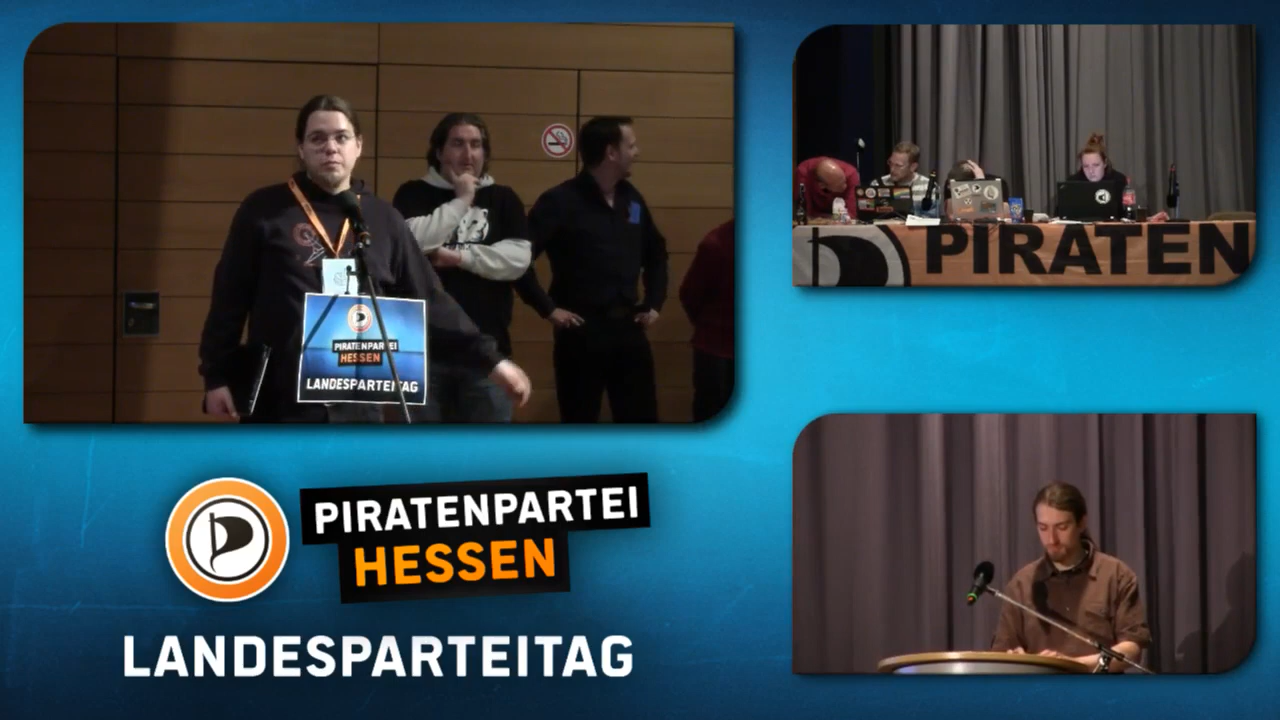 PIRATENPARTEI
HESSEN
LANDESPARTEITAG
PIRATEN
PIRATENPARTEI
HESSEN
LANDESPARTEITAG